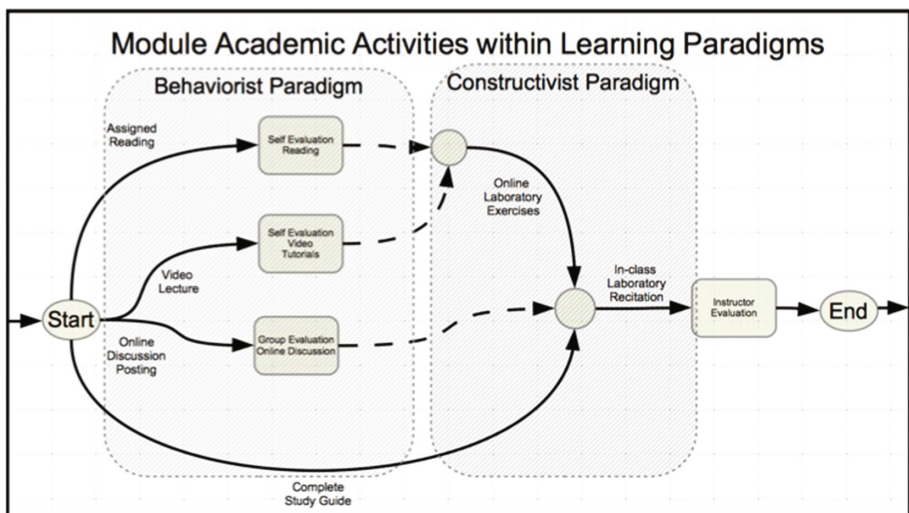 Module Academic Activities within Learning Paradigms
Behaviorist Paradigm
Constructivist Paradigm
Assigned
Reading
Self Evaluation
Reading
Online
Laboratory
Exercises
Self Evaluation
Video
Tutorials
Video
Lecture
In-class
Laboratory
Recitation
Start
Instructor
Evaluation
End
Online
Discussion
Posting
Group Evaluation
Online Discussion
Complete
Study Guide